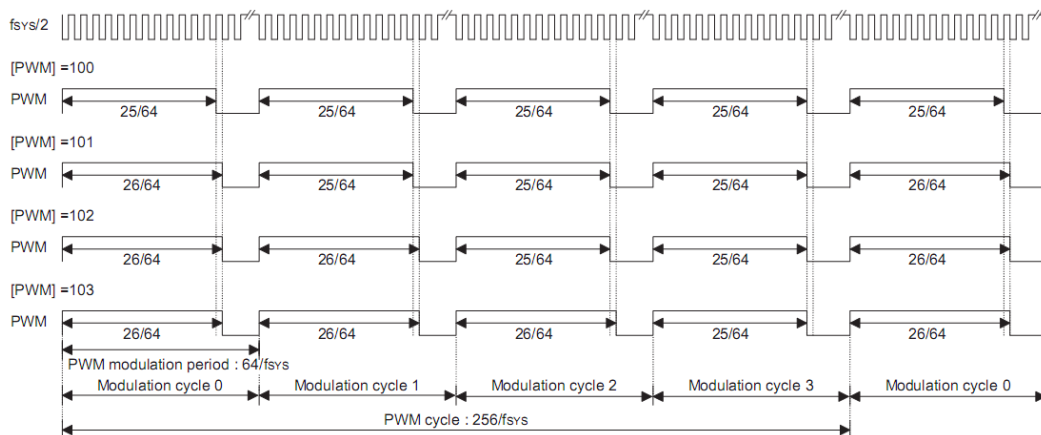 fSYS/2
[PWM] =100
PWM
25/64 25/64 25/64 25/64 25/64
[PWM] =101
PWM
26/64 25/64 25/64 25/64 26/64
[PWM] =102
PWM
26/64 26/64 25/64 25/64 26/64
[PWM] =103
PWM
26/64 26/64 26/64 25/64 26/64
PWM modulation period : 64/fSYS
Modulation cycle 0 Modulation cycle 1 Modulation cycle 2 Modulation cycle 3 Modulation cycle 0
PWM cycle : 256/fSYS